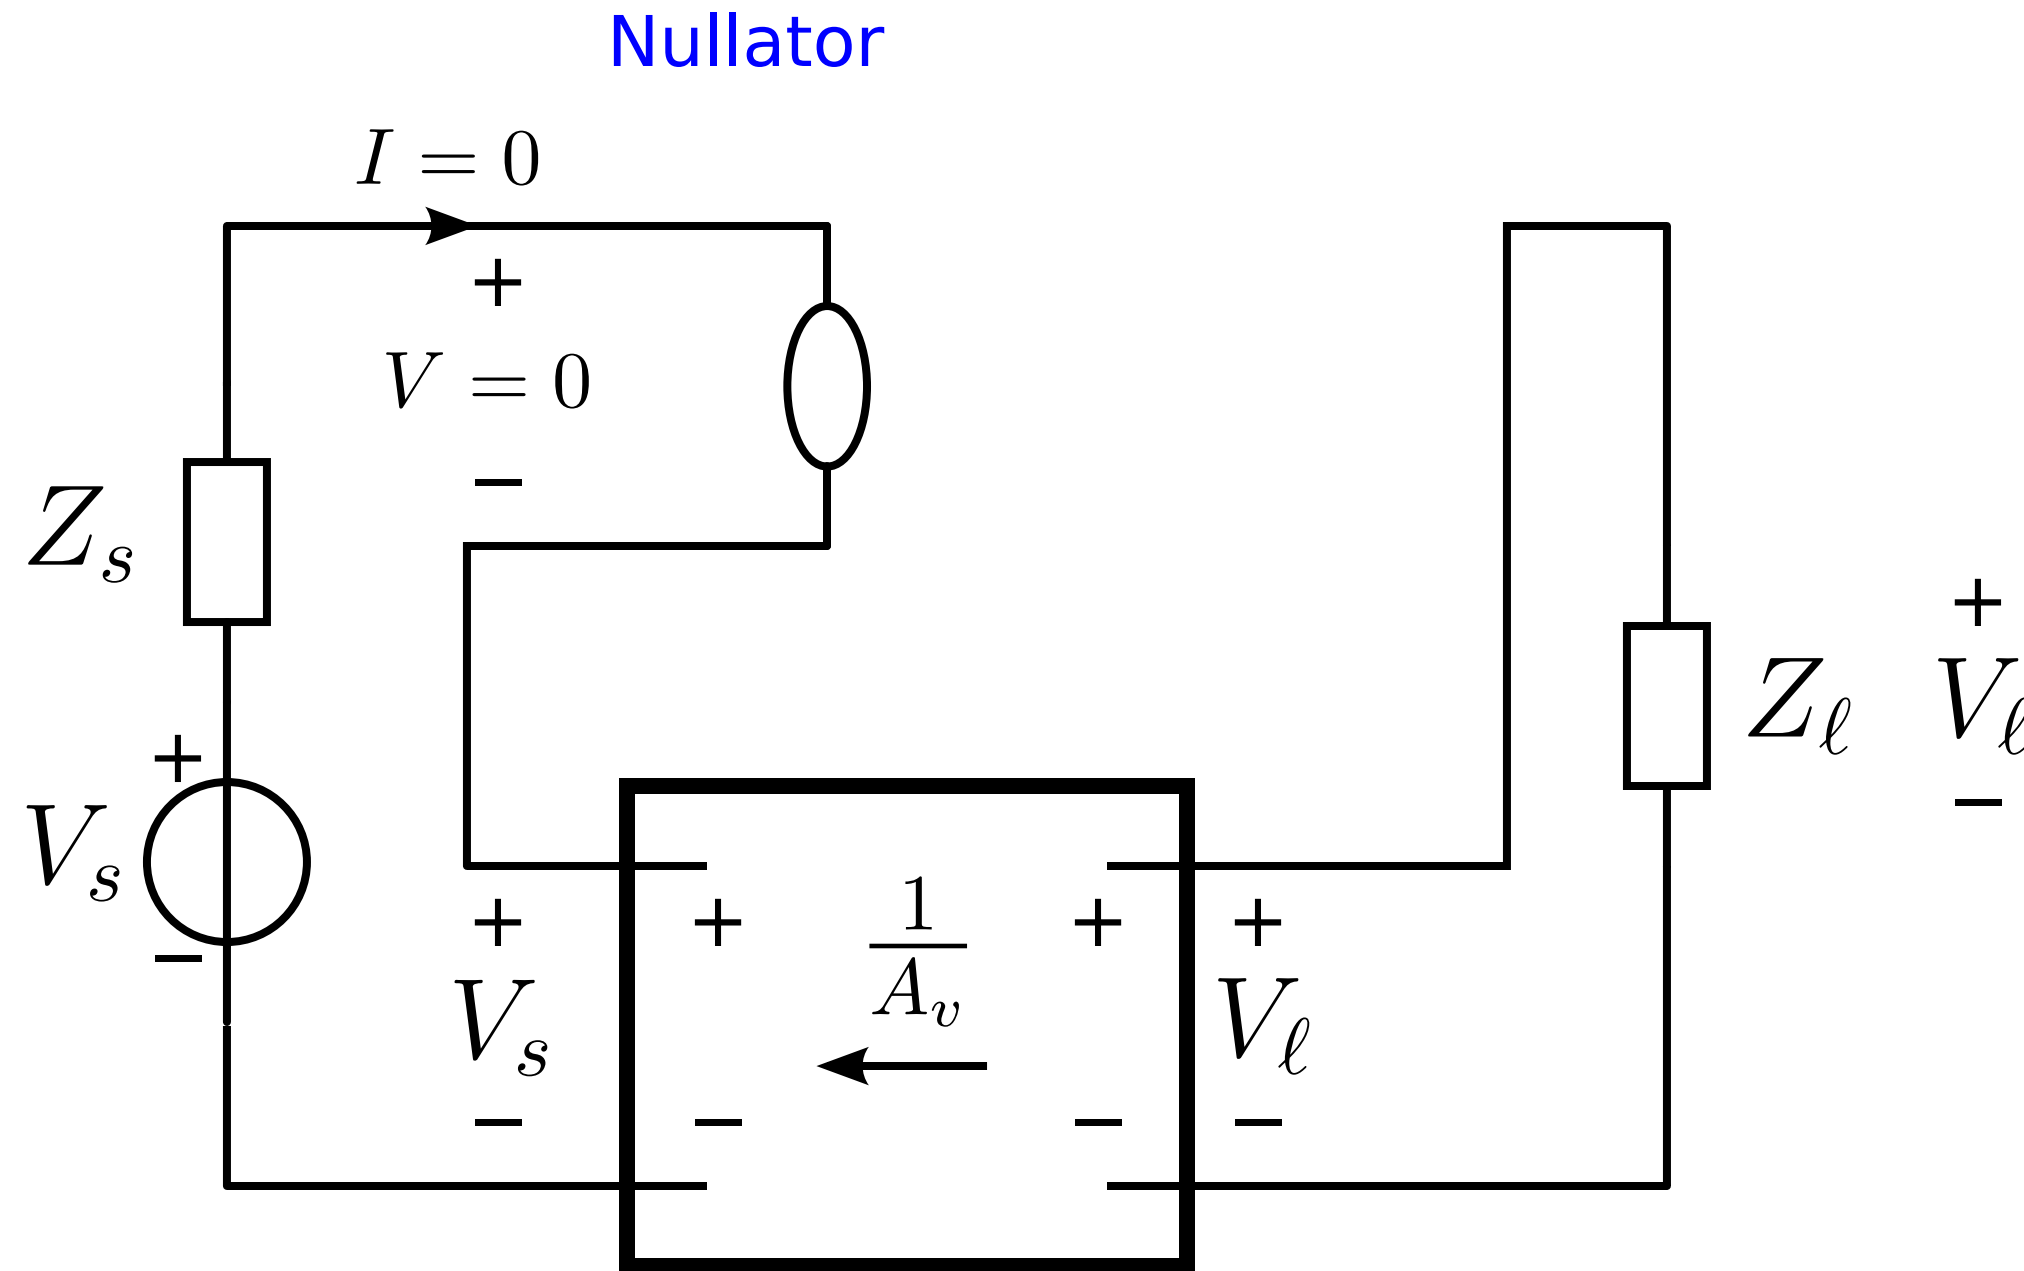 Nullator
I = 0
+
V = 0
−
Z_s
+
V_s
−
+
V_s
−
+
−
1/A_v
+
−
+
V_ℓ
−
Z_ℓ
+
V_ℓ
−